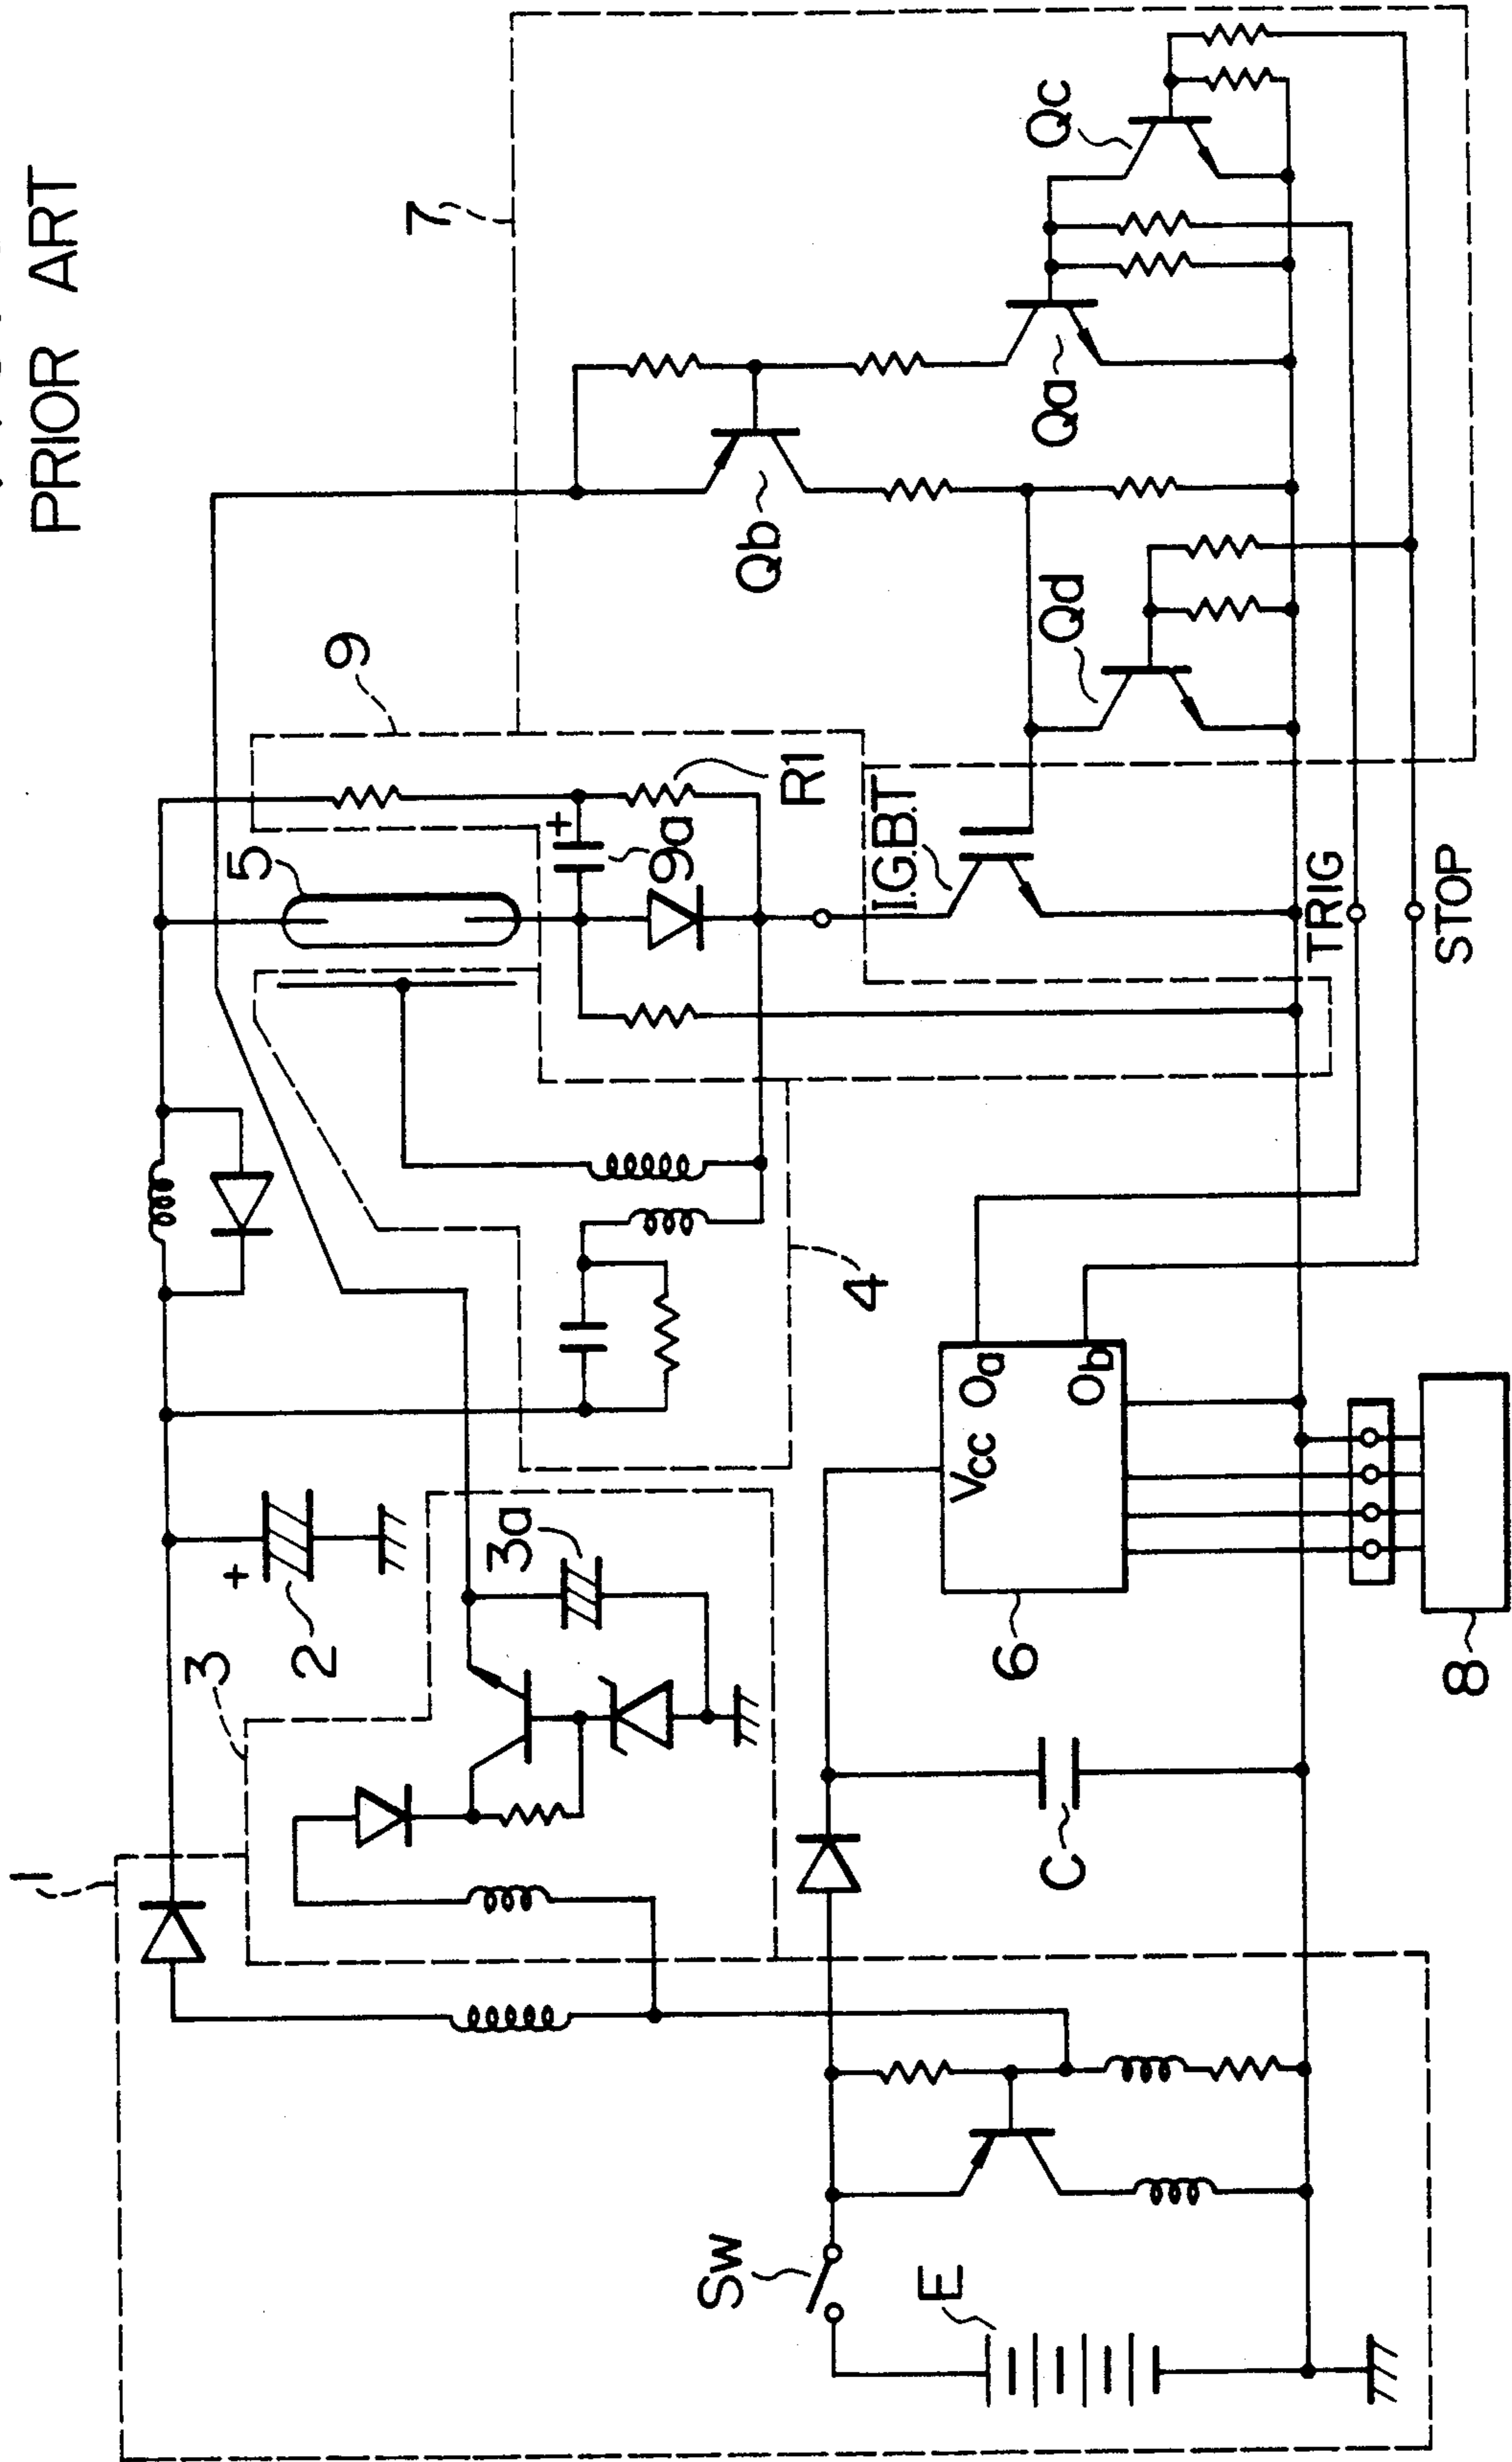 PRIOR ART
1
3
2
+
3a
4
5
9
+
9a
R1
I.G.B.T
7
Qb
Qd
Qa
Qc
TRIG
STOP
Sw
E
C
6
Vcc
Oa
Ob
8